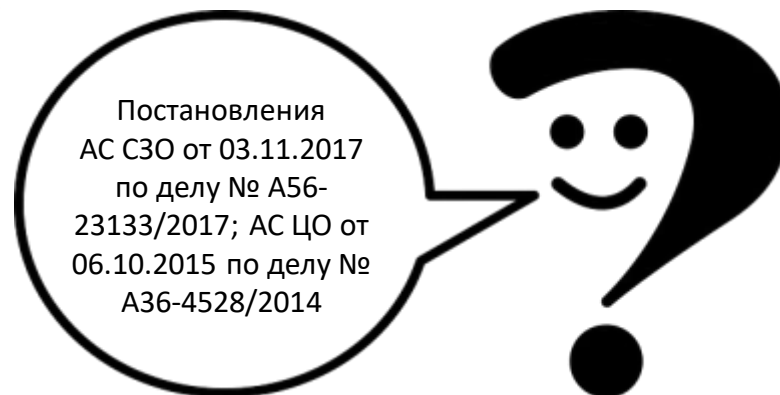 Постановления
АС СЗО от 03.11.2017
по делу № А56-
23133/2017; АС ЦО от
06.10.2015 по делу №
А36-4528/2014